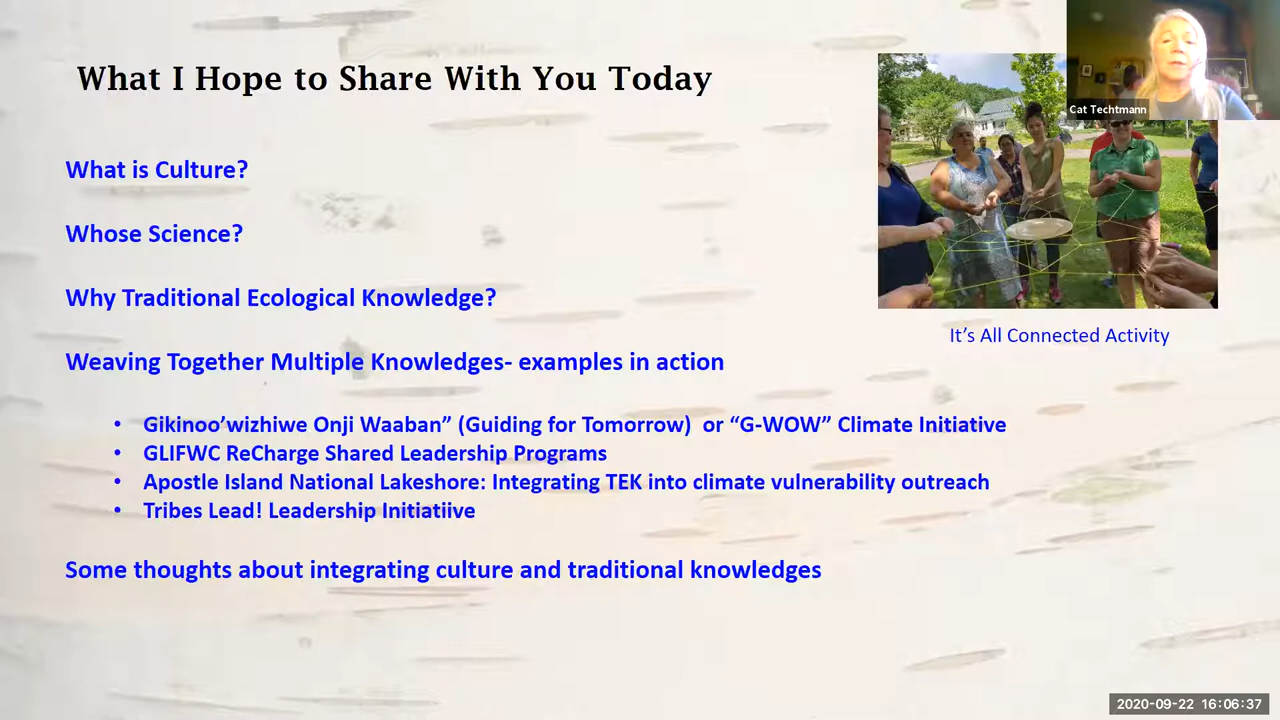 What I Hope to Share With You Today
Cat Techtmann
What is Culture?
Whose Science?
Why Traditional Ecological Knowledge?
It’s All Connected Activity
Weaving Together Multiple Knowledges- examples in action
• Gikinoo’wizhiwe Onji Waaban” (Guiding for Tomorrow) or “G-WOW” Climate Initiative
• GLIFWC ReCharge Shared Leadership Programs
• Apostle Island National Lakeshore: Integrating TEK into climate vulnerability outreach
• Tribes Lead! Leadership Initiatiive
Some thoughts about integrating culture and traditional knowledges
2020-09-22 16:06:37